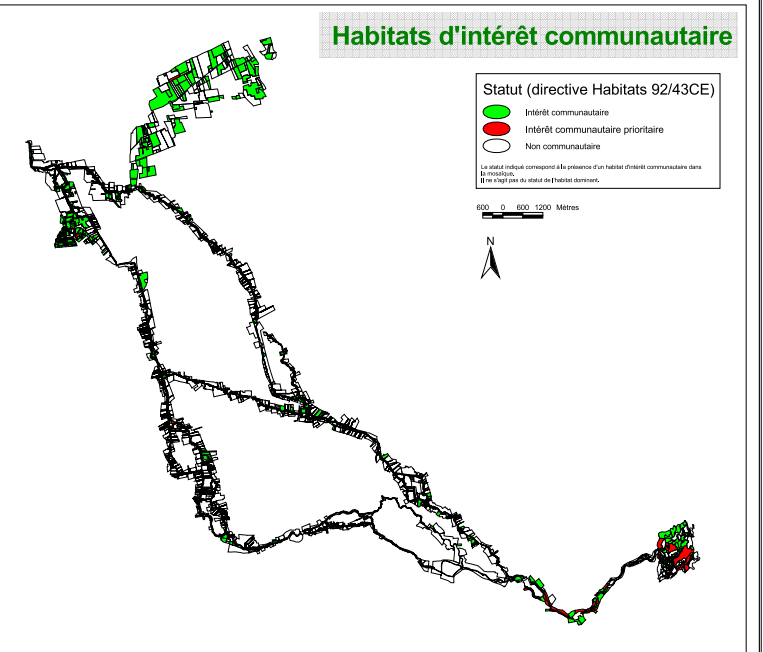 Habitats d'intérêt communautaire
Statut (directive Habitats 92/43CE)
Intérêt communautaire
Intérêt communautaire prioritaire
Non communautaire
Le statut indiqué correspond à la présence d'un habitat d'intérêt communautaire dans
la mosaïque.
Il ne s'agit pas du statut de l'habitat dominant.
600 0 600 1200 Mètres
N